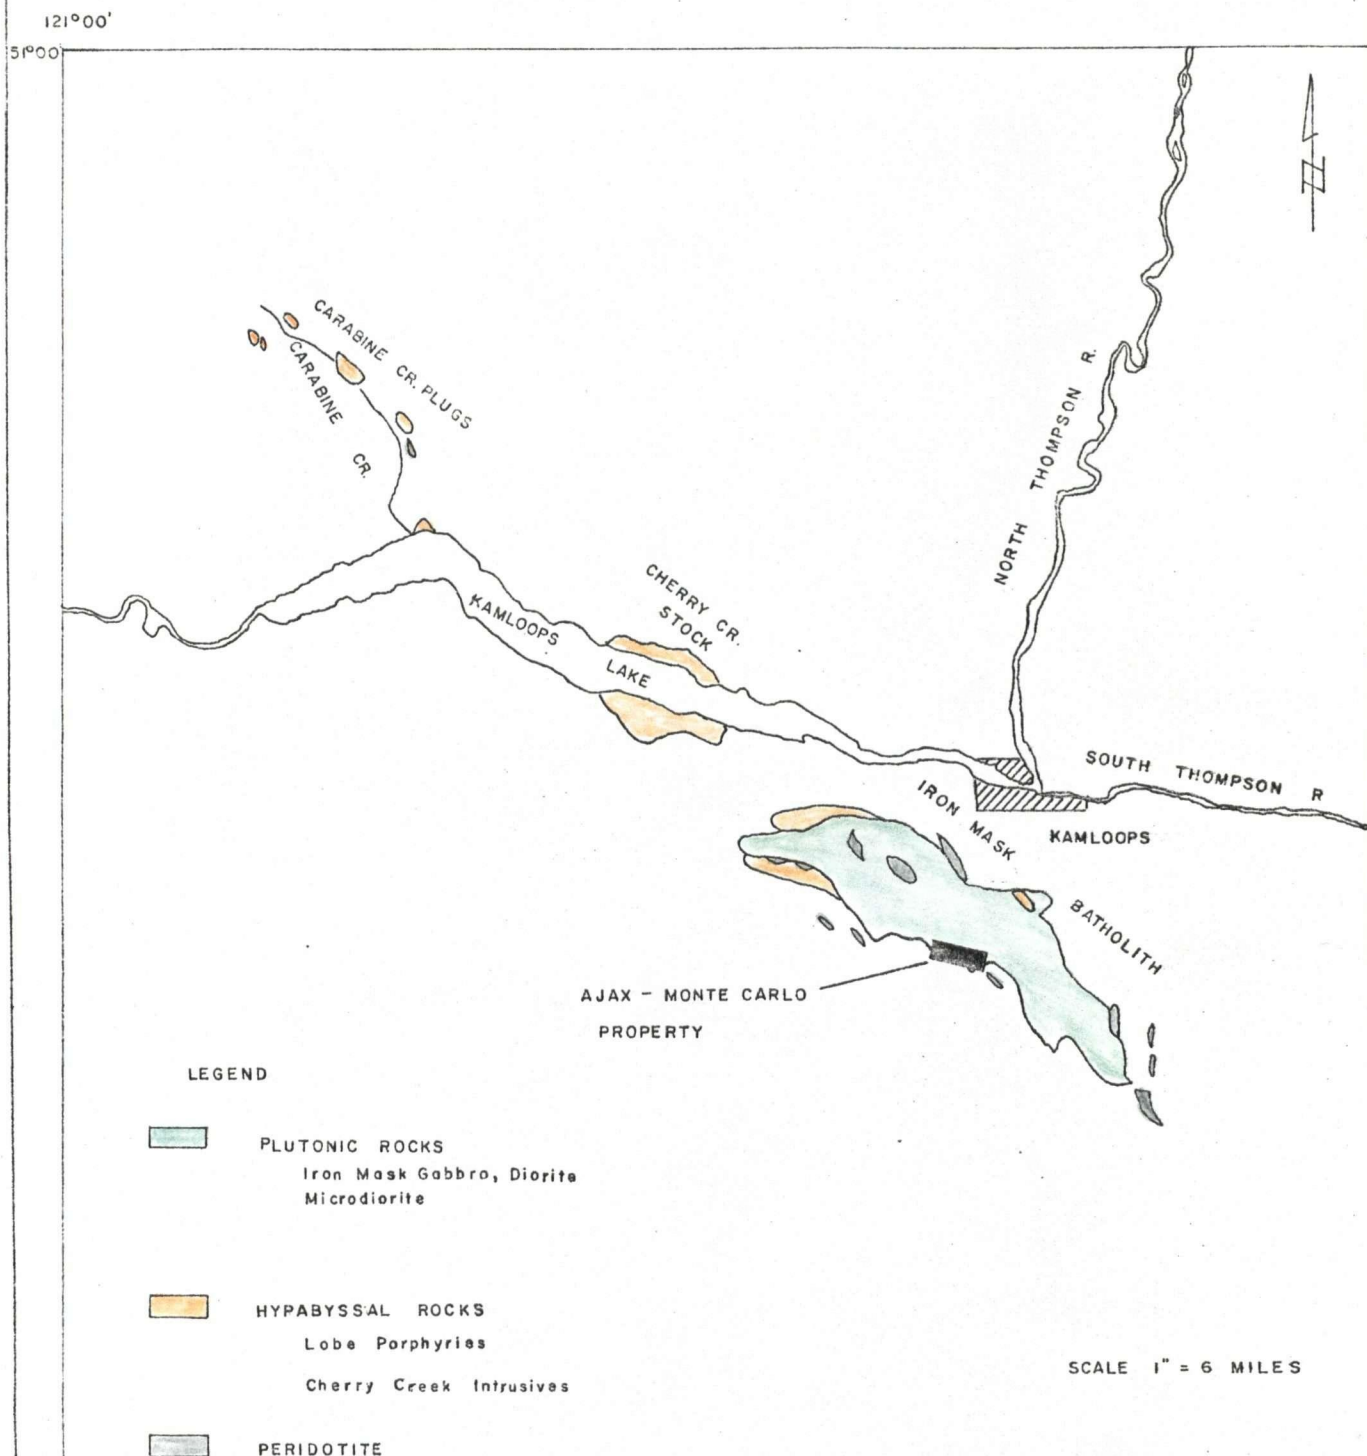 121°00'
51°00'
N
CARABINE CR. PLUGS
CARABINE CR.
NORTH THOMPSON R.
CHERRY CR.
STOCK
KAMLOOPS LAKE
SOUTH THOMPSON R
KAMLOOPS
IRON MASK BATHOLITH
AJAX - MONTE CARLO
PROPERTY
LEGEND
PLUTONIC ROCKS
Iron Mask Gabbro, Diorite
Microdiorite
HYPABYSSAL ROCKS
Lobe Porphyries
Cherry Creek Intrusives
SCALE 1" = 6 MILES
PERIDOTITE